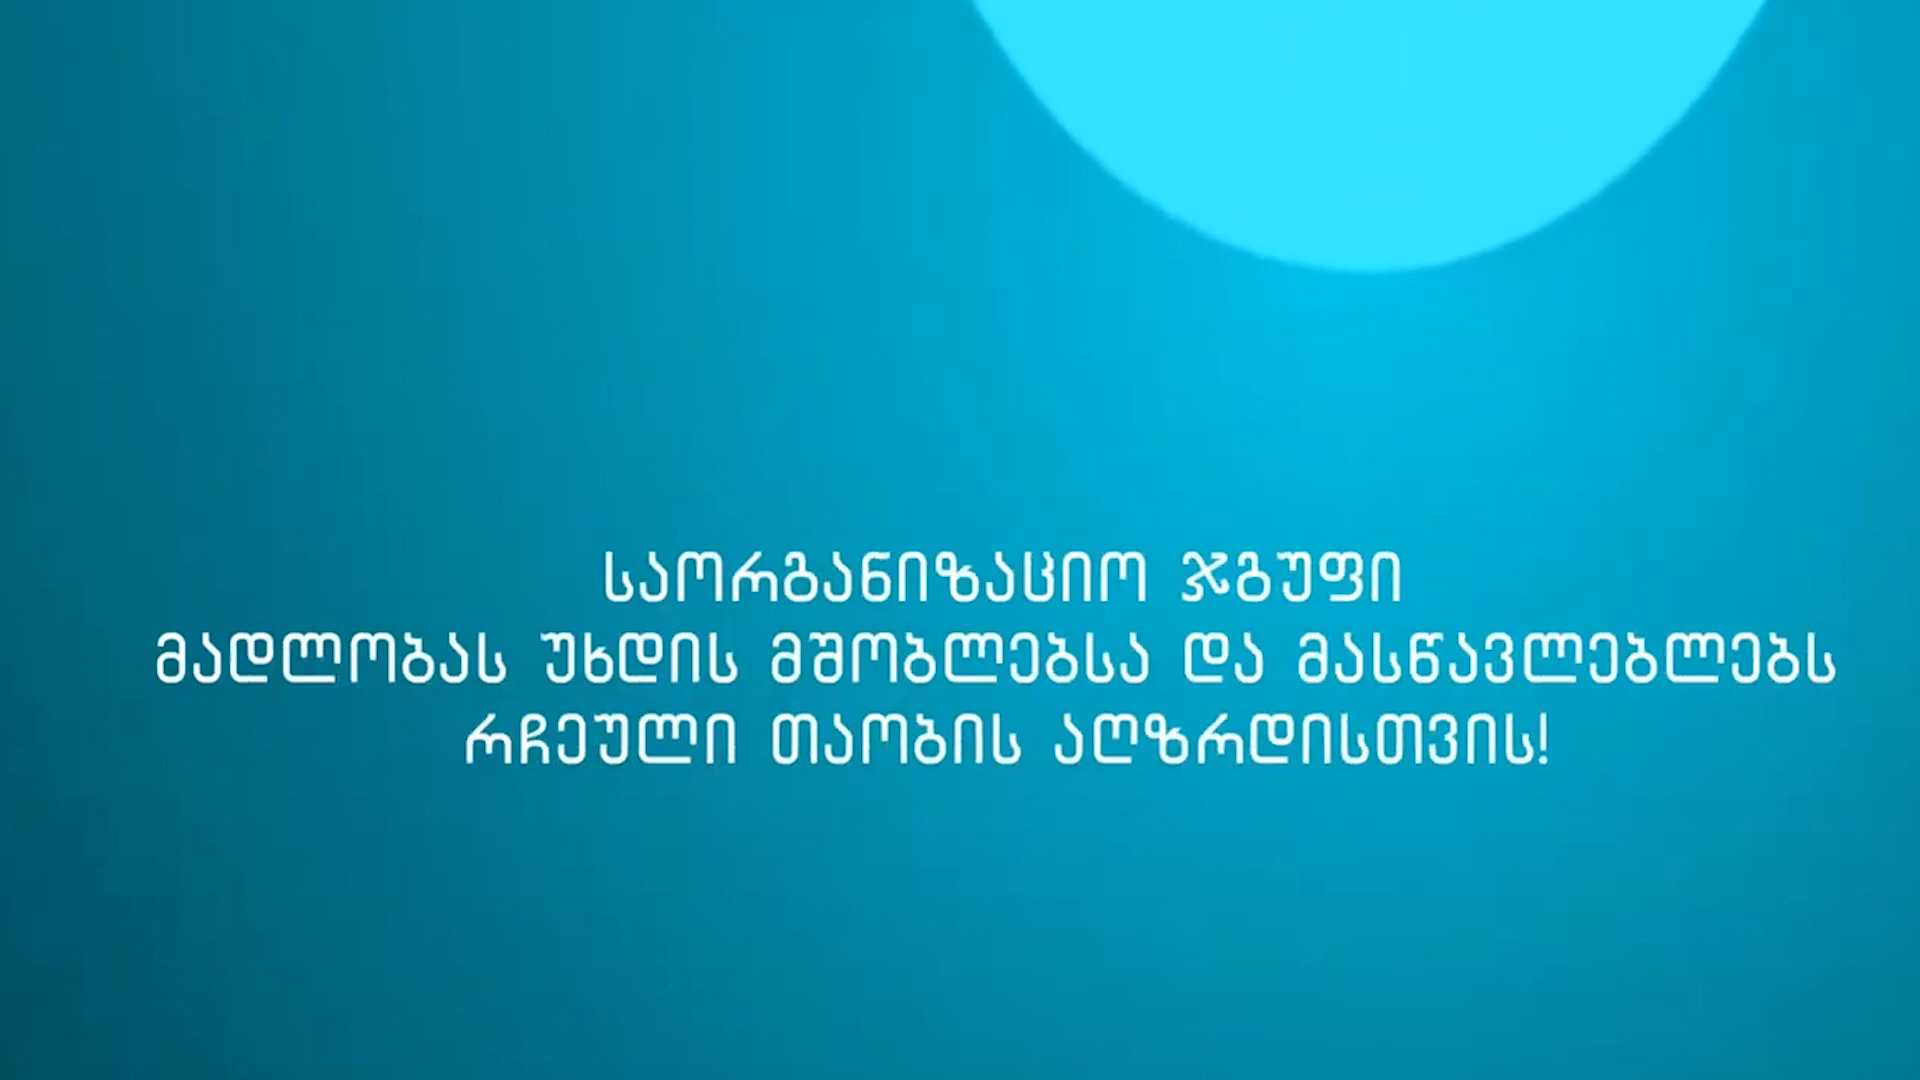 საორგანიზაციო ჯგუფი
მადლობას უხდის მშობლებსა და მასწავლებლებს
რჩეული თაობის აღზრდისთვის!